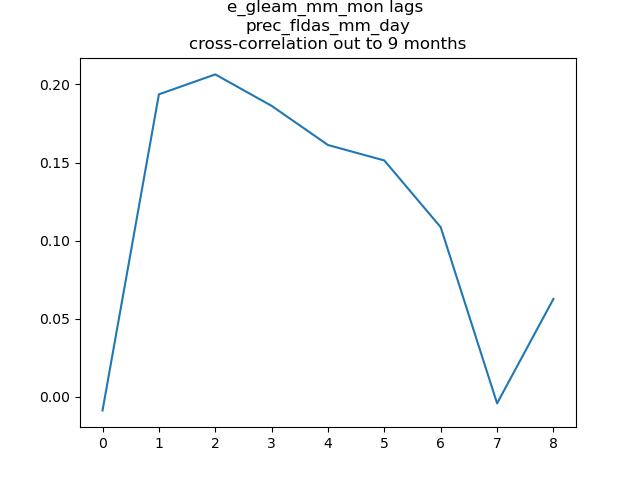 e_gleam_mm_mon lags
prec_fldas_mm_day
cross-correlation out to 9 months
0.20
0.15
0.10
0.05
0.00
0 1 2 3 4 5 6 7 8